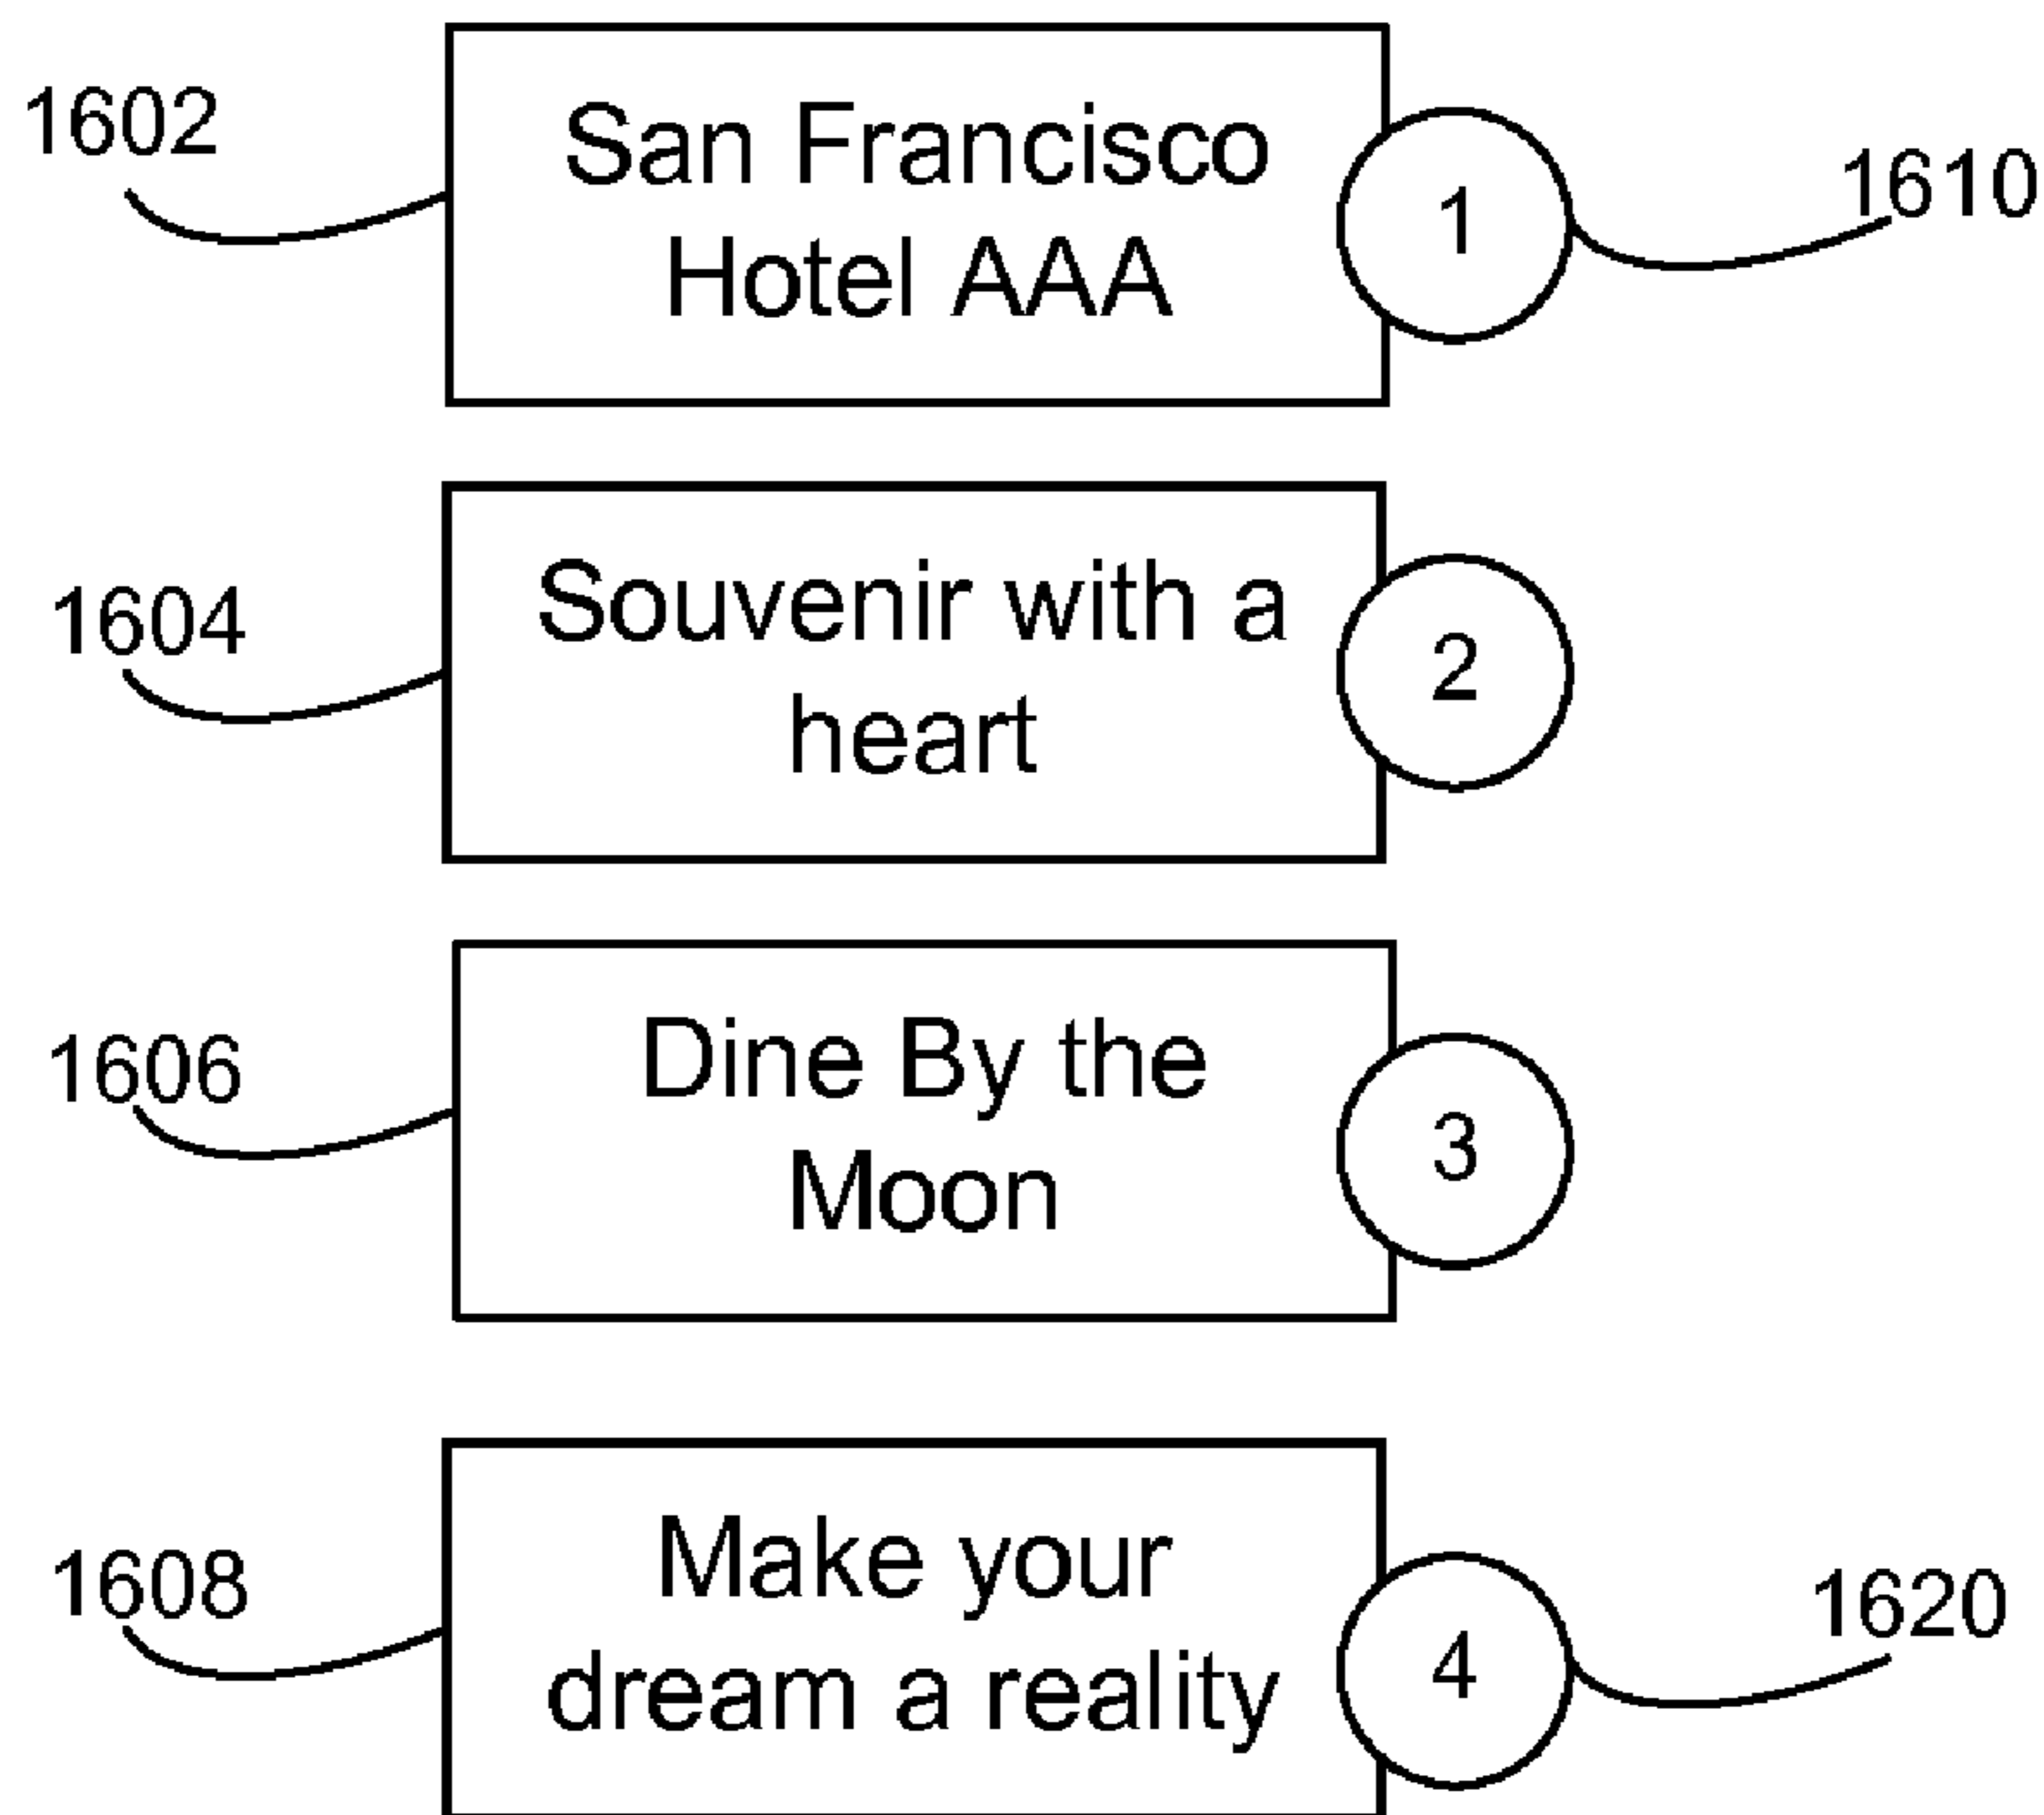 1602
San Francisco
Hotel AAA
1
1610
1604
Souvenir with a
heart
2
1606
Dine By the
Moon
3
1608
Make your
dream a reality
4
1620